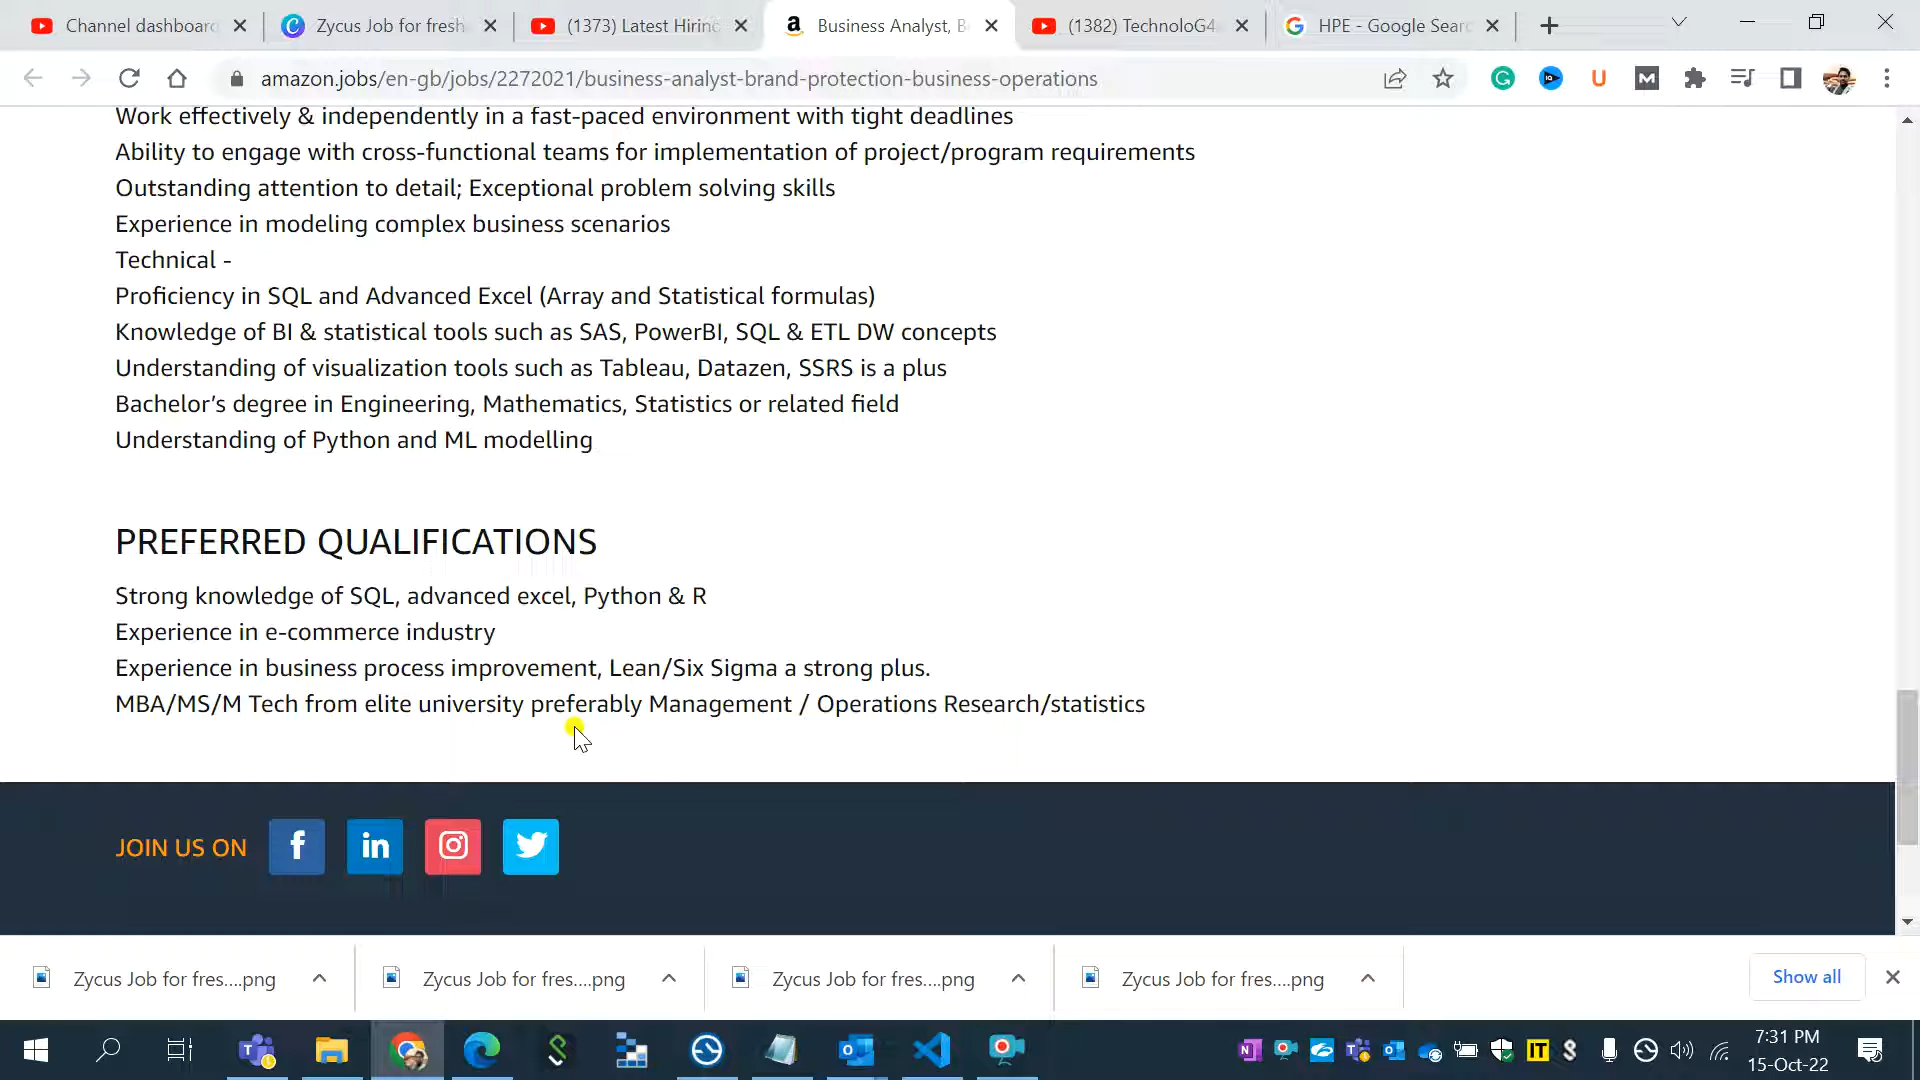 Channel dashboard
Zycus Job for fresh
(1373) Latest Hiring
Business Analyst, B
(1382) TechnoloG4
HPE - Google Searc
amazon.jobs/en-gb/jobs/2272021/business-analyst-brand-protection-business-operations
Work effectively & independently in a fast-paced environment with tight deadlines
Ability to engage with cross-functional teams for implementation of project/program requirements
Outstanding attention to detail; Exceptional problem solving skills
Experience in modeling complex business scenarios
Technical -
Proficiency in SQL and Advanced Excel (Array and Statistical formulas)
Knowledge of BI & statistical tools such as SAS, PowerBI, SQL & ETL DW concepts
Understanding of visualization tools such as Tableau, Datazen, SSRS is a plus
Bachelor’s degree in Engineering, Mathematics, Statistics or related field
Understanding of Python and ML modelling
PREFERRED QUALIFICATIONS
Strong knowledge of SQL, advanced excel, Python & R
Experience in e-commerce industry
Experience in business process improvement, Lean/Six Sigma a strong plus.
MBA/MS/M Tech from elite university preferably Management / Operations Research/statistics
JOIN US ON
Zycus Job for fres....png
Zycus Job for fres....png
Zycus Job for fres....png
Zycus Job for fres....png
Show all
7:31 PM
15-Oct-22